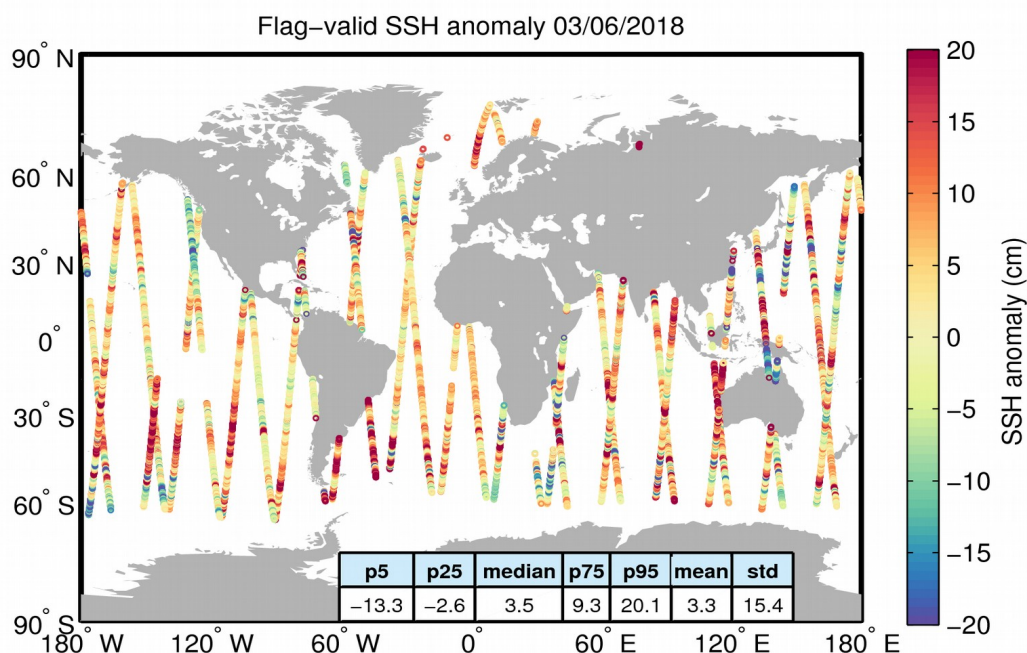 Flag−valid SSH anomaly 03/06/2018
90° N
60° N
30° N
0°
30° S
60° S
90° S
180° W
120° W
60° W
0°
60° E
120° E
180° E
p5 p25 median p75 p95 mean std
−13.3 −2.6 3.5 9.3 20.1 3.3 15.4
20
15
10
5
0
−5
−10
−15
−20
SSH anomaly (cm)